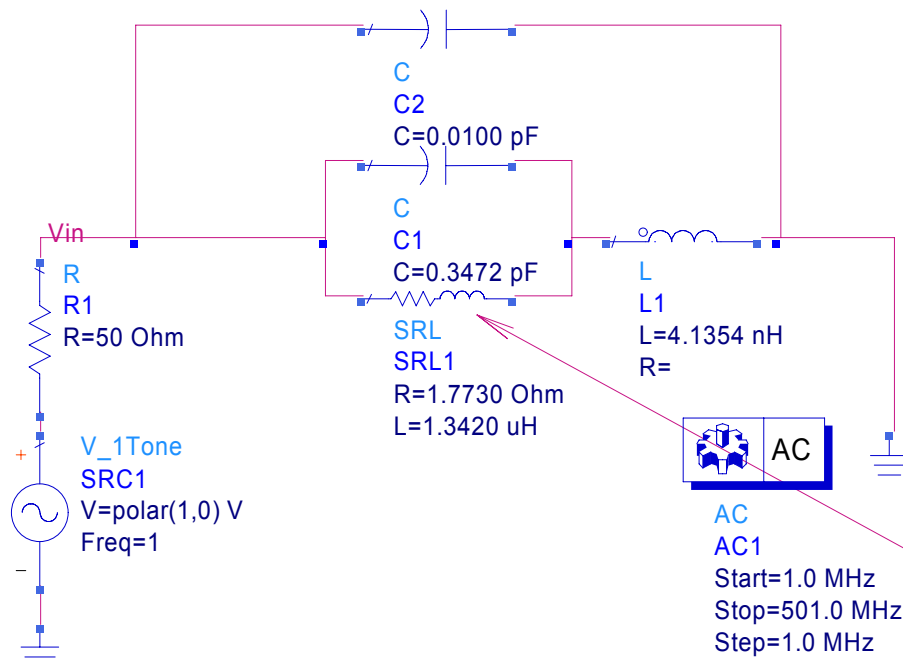 C
C2
C=0.0100 pF
C
C1
C=0.3472 pF
Vin
R
R1
R=50 Ohm
L
L1
L=4.1354 nH
R=
SRL
SRL1
R=1.7730 Ohm
L=1.3420 uH
+
V_1Tone
SRC1
V=polar(1,0) V
Freq=1
–
AC
AC
AC1
Start=1.0 MHz
Stop=501.0 MHz
Step=1.0 MHz